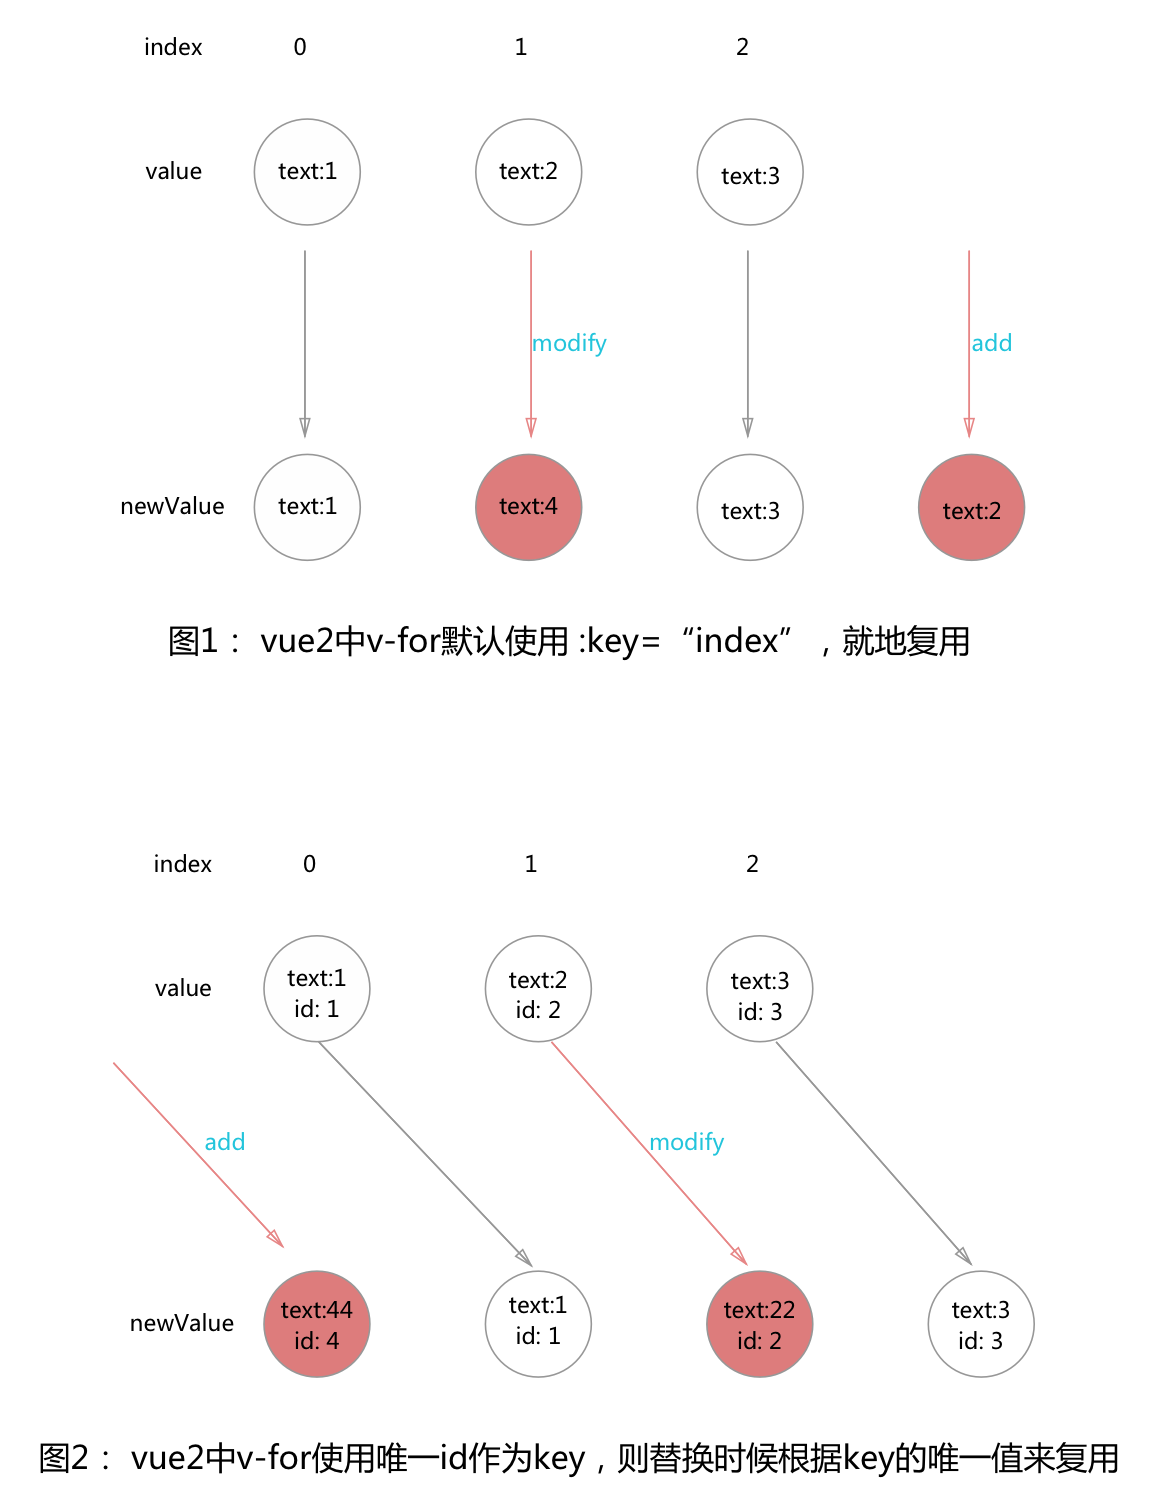 index 0 1 2
value text:1 text:2 text:3
modify add
newValue text:1 text:4 text:3 text:2
图1： vue2中v-for默认使用 :key=“index”，就地复用
index 0 1 2
value text:1 text:2 text:3
id: 1 id: 2 id: 3
add modify
newValue text:44 text:1 text:22 text:3
id: 4 id: 1 id: 2 id: 3
图2： vue2中v-for使用唯一id作为key，则替换时候根据key的唯一值来复用